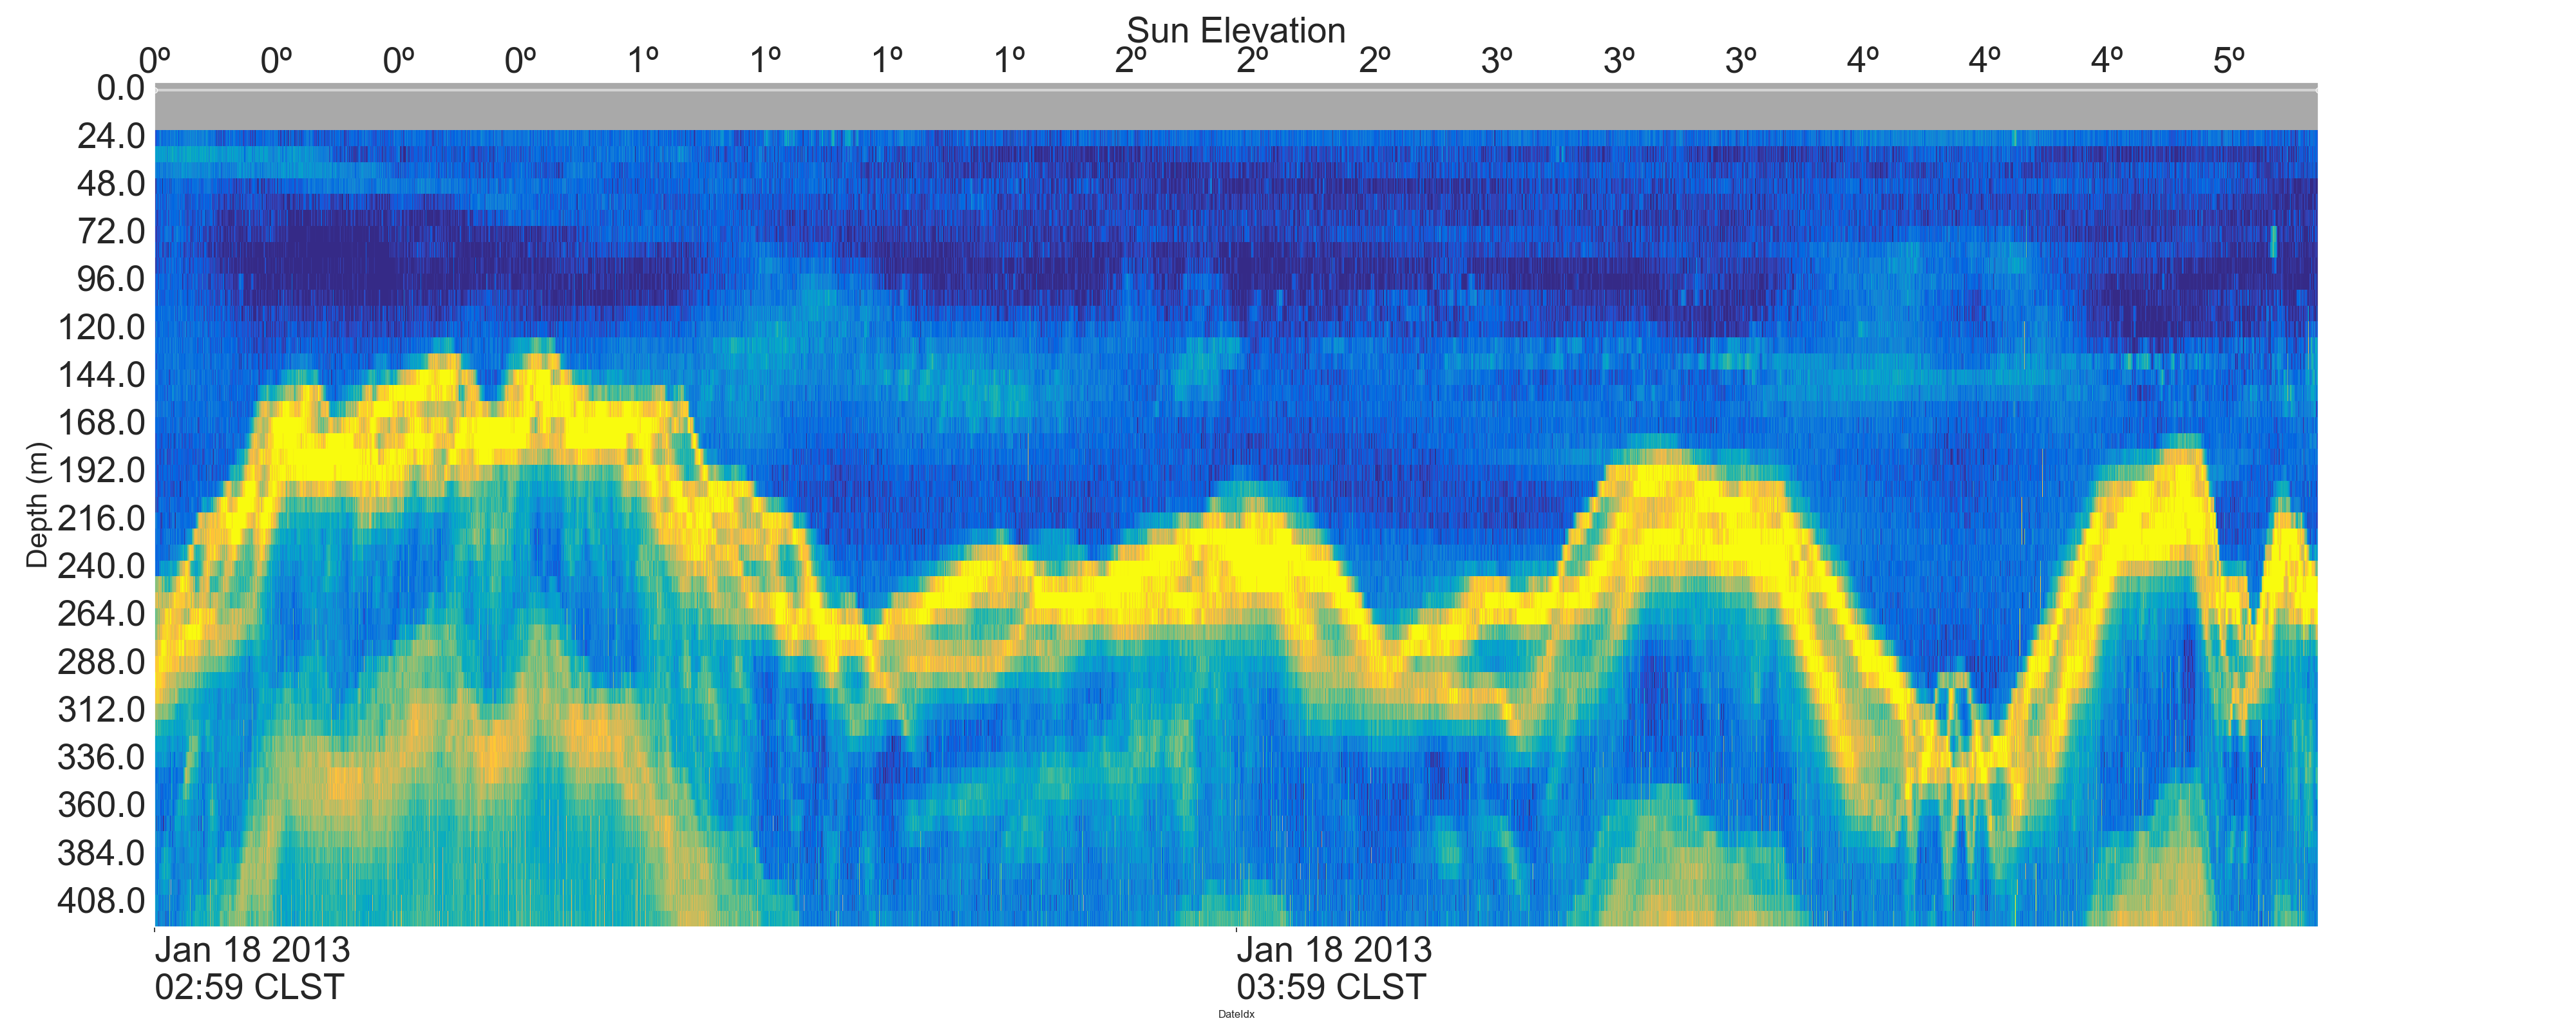 Sun Elevation
0º 0º 0º 0º 1º 1º 1º 1º 2º 2º 2º 3º 3º 3º 4º 4º 4º 5º
0.0
24.0
48.0
72.0
96.0
120.0
144.0
168.0
192.0
216.0
240.0
264.0
288.0
312.0
336.0
360.0
384.0
408.0
Depth (m)
Jan 18 2013
02:59 CLST
Jan 18 2013
03:59 CLST
DateIdx